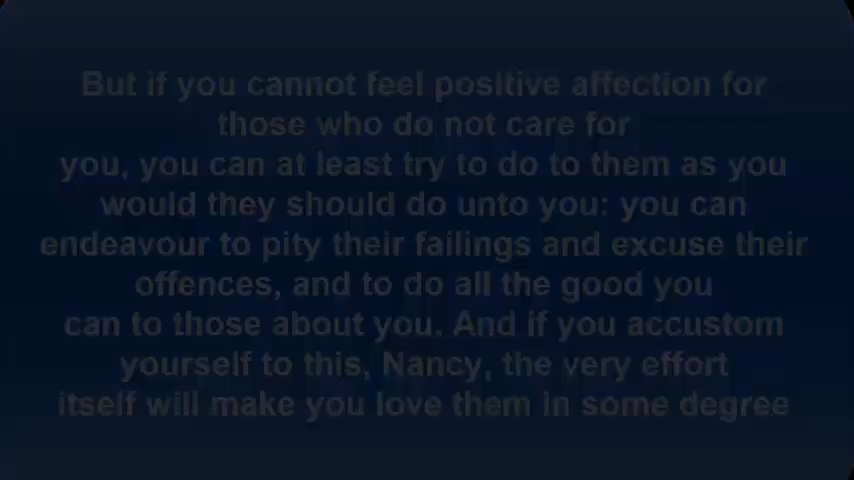 But if you cannot feel positive affection for
those who do not care for
you, you can at least try to do to them as you
would they should do unto you: you can
endeavour to pity their failings and excuse their
offences, and to do all the good you
can to those about you. And if you accustom
yourself to this, Nancy, the very effort
itself will make you love them in some degree